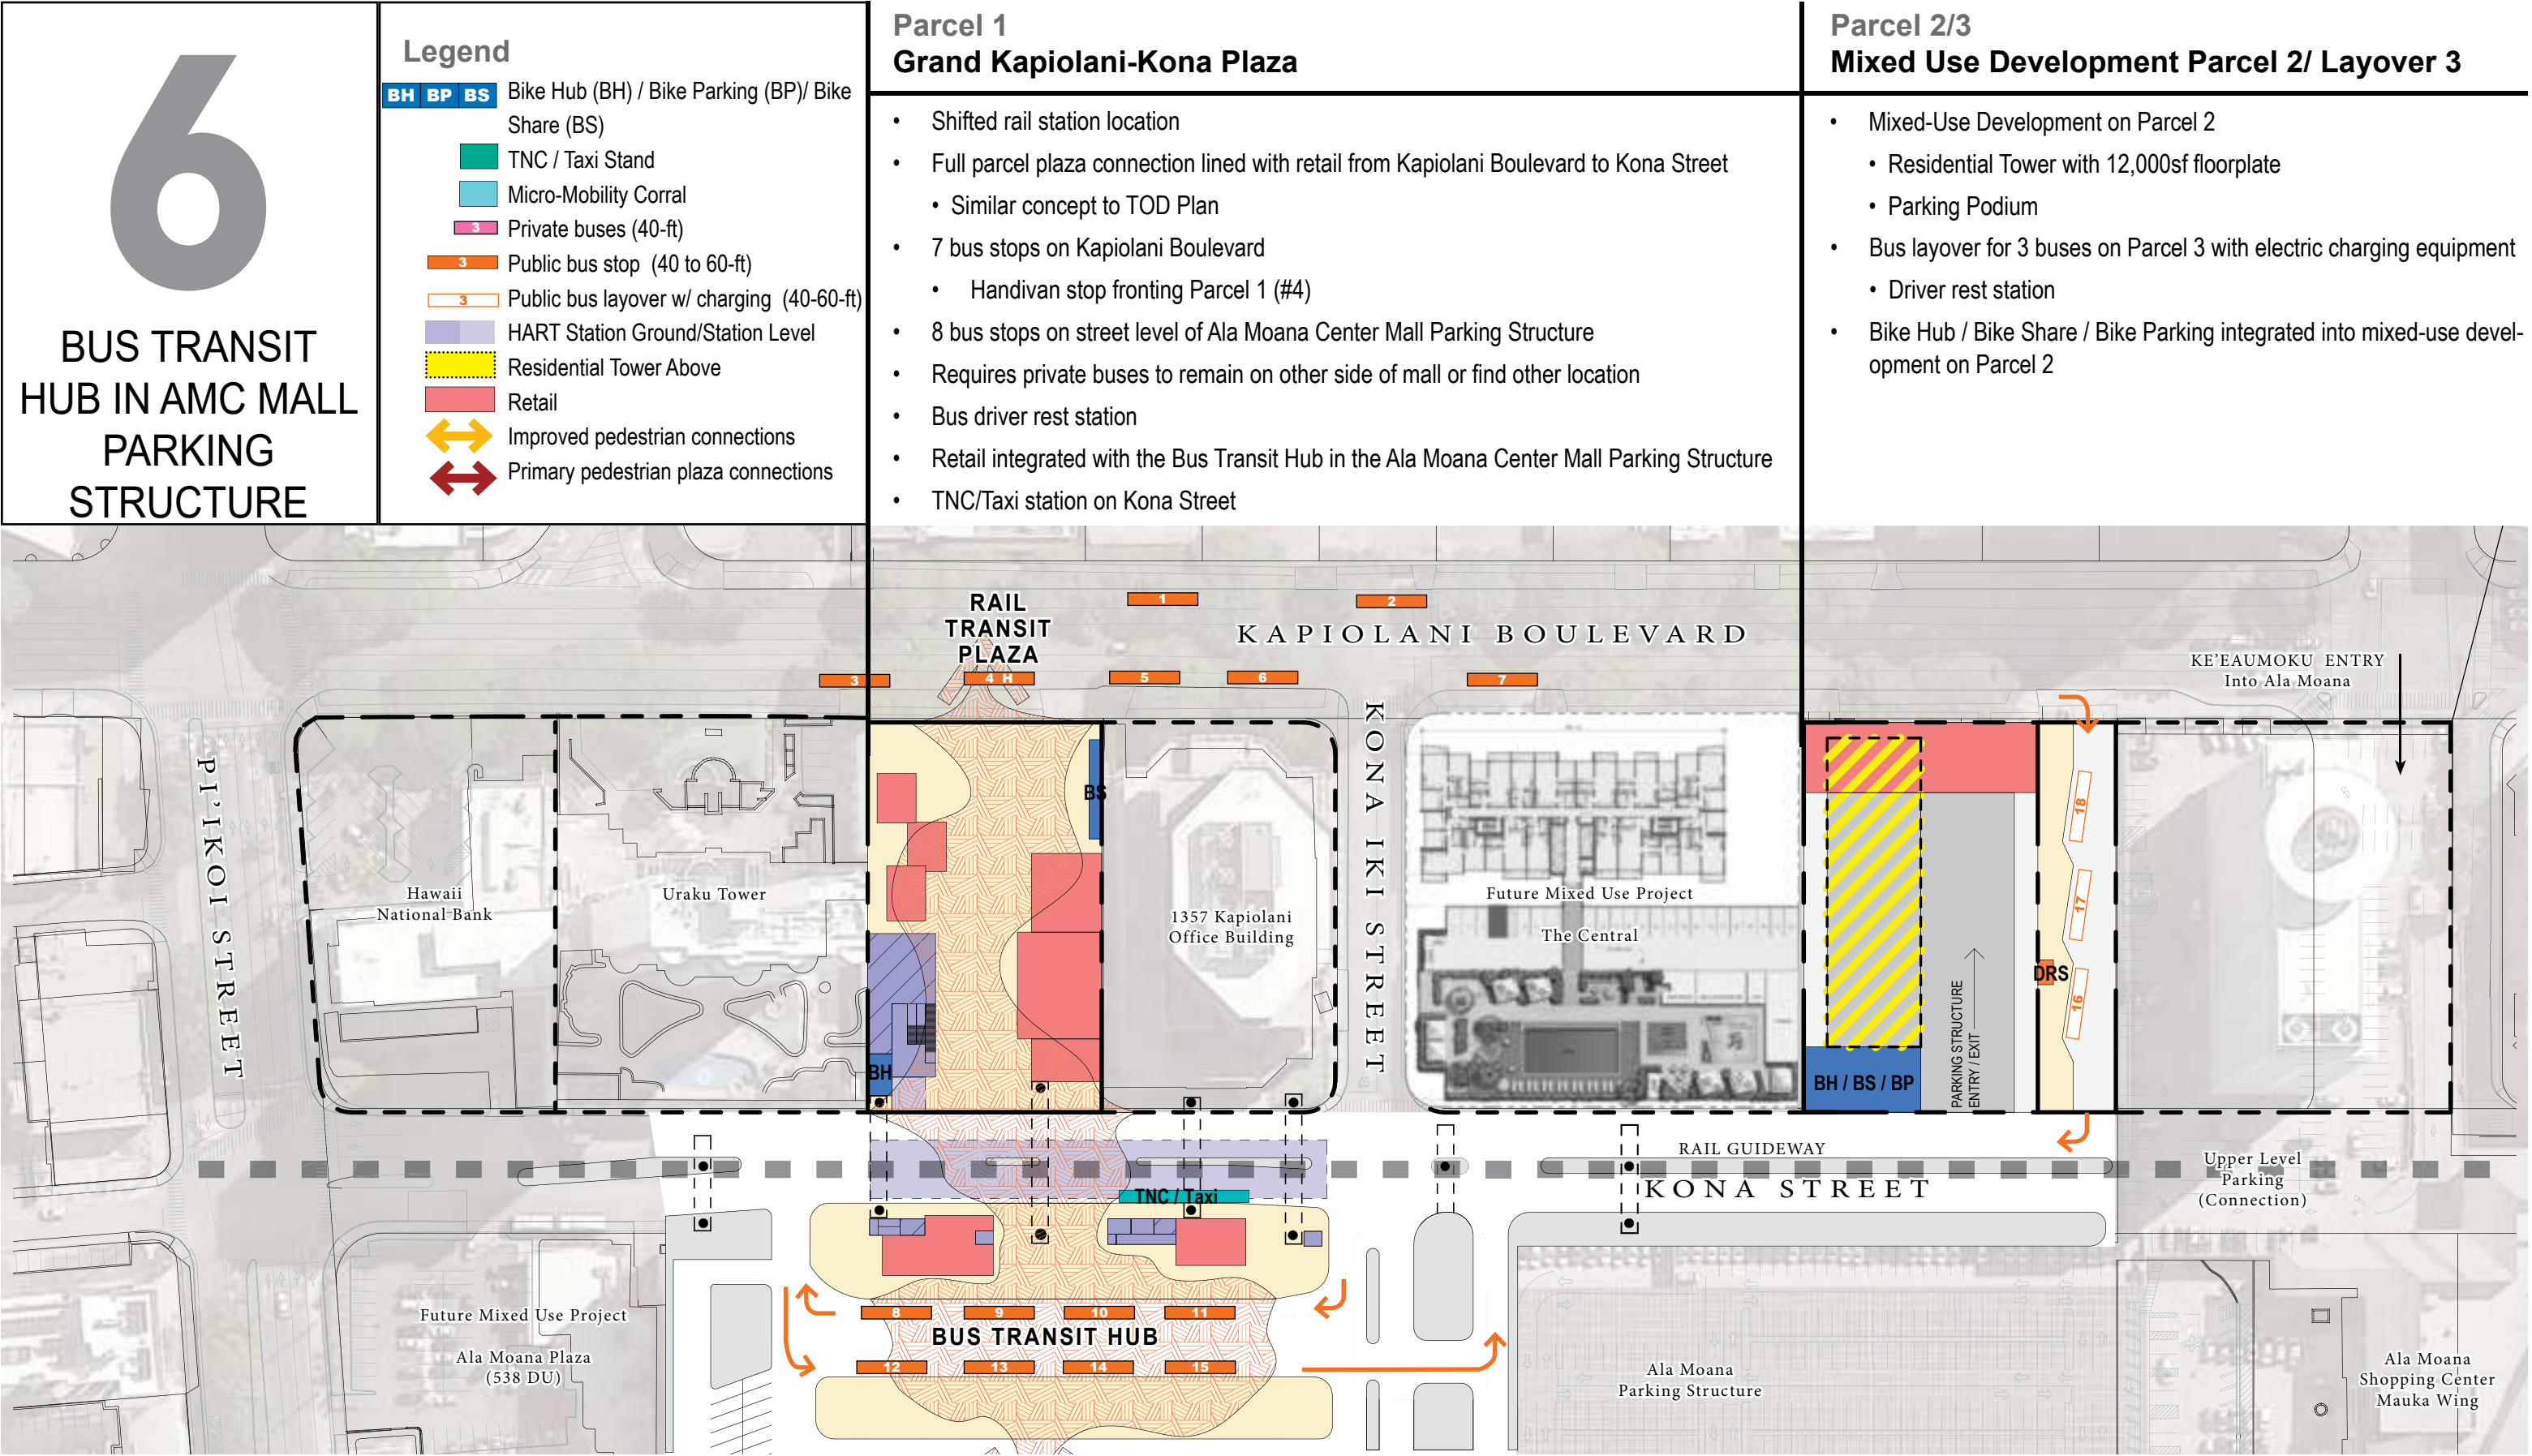 6
BUS TRANSIT
HUB IN AMC MALL
PARKING
STRUCTURE
Legend
BH BP BS Bike Hub (BH) / Bike Parking (BP)/ Bike
Share (BS)
TNC / Taxi Stand
Micro-Mobility Corral
3 Private buses (40-ft)
3 Public bus stop (40 to 60-ft)
3 Public bus layover w/ charging (40-60-ft)
HART Station Ground/Station Level
Residential Tower Above
Retail
Improved pedestrian connections
Primary pedestrian plaza connections
Parcel 1
Grand Kapiolani-Kona Plaza
• Shifted rail station location
• Full parcel plaza connection lined with retail from Kapiolani Boulevard to Kona Street
• Similar concept to TOD Plan
• 7 bus stops on Kapiolani Boulevard
• Handivan stop fronting Parcel 1 (#4)
• 8 bus stops on street level of Ala Moana Center Mall Parking Structure
• Requires private buses to remain on other side of mall or find other location
• Bus driver rest station
• Retail integrated with the Bus Transit Hub in the Ala Moana Center Mall Parking Structure
• TNC/Taxi station on Kona Street
Parcel 2/3
Mixed Use Development Parcel 2/ Layover 3
• Mixed-Use Development on Parcel 2
• Residential Tower with 12,000sf floorplate
• Parking Podium
• Bus layover for 3 buses on Parcel 3 with electric charging equipment
• Driver rest station
• Bike Hub / Bike Share / Bike Parking integrated into mixed-use devel-
opment on Parcel 2
RAIL
TRANSIT
PLAZA
1
2
KAPIOLANI BOULEVARD
3
4 H
5
6
7
KE'EAUMOKU ENTRY
Into Ala Moana
PI'IKOI STREET
KONA IKI STREET
BS
18
Hawaii
National Bank
Uraku Tower
1357 Kapiolani
Office Building
Future Mixed Use Project
The Central
17
DRS
16
BH
BH / BS / BP
PARKING STRUCTURE
ENTRY / EXIT
RAIL GUIDEWAY
KONA STREET
TNC / Taxi
Upper Level
Parking
(Connection)
8
9
10
11
BUS TRANSIT HUB
12
13
14
15
Future Mixed Use Project
Ala Moana Plaza
(538 DU)
Ala Moana
Parking Structure
Ala Moana
Shopping Center
Mauka Wing